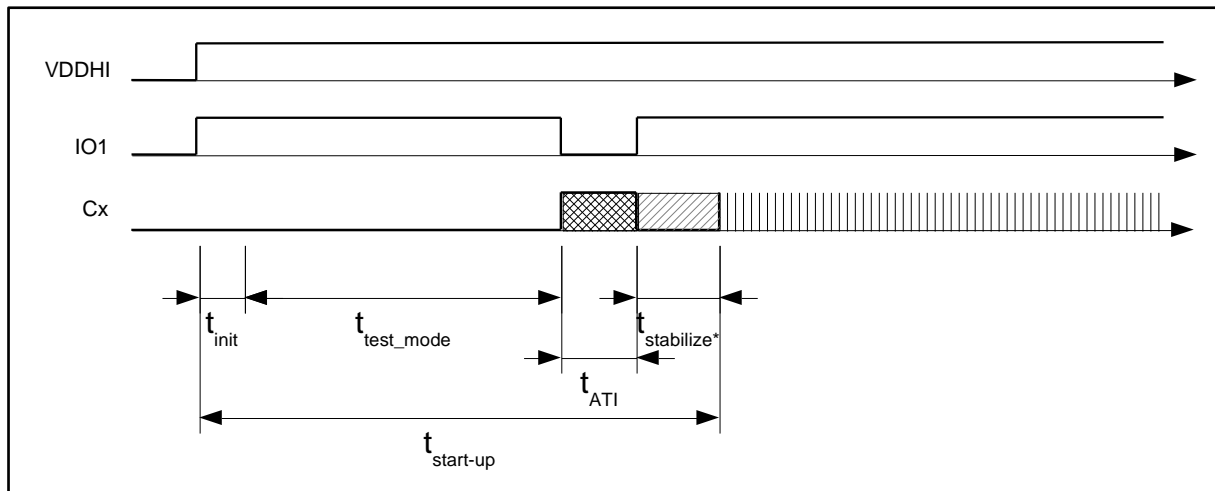 VDDHI
IO1
Cx
t_init
t_test_mode
t_stabilize*
t_ATI
t_start-up